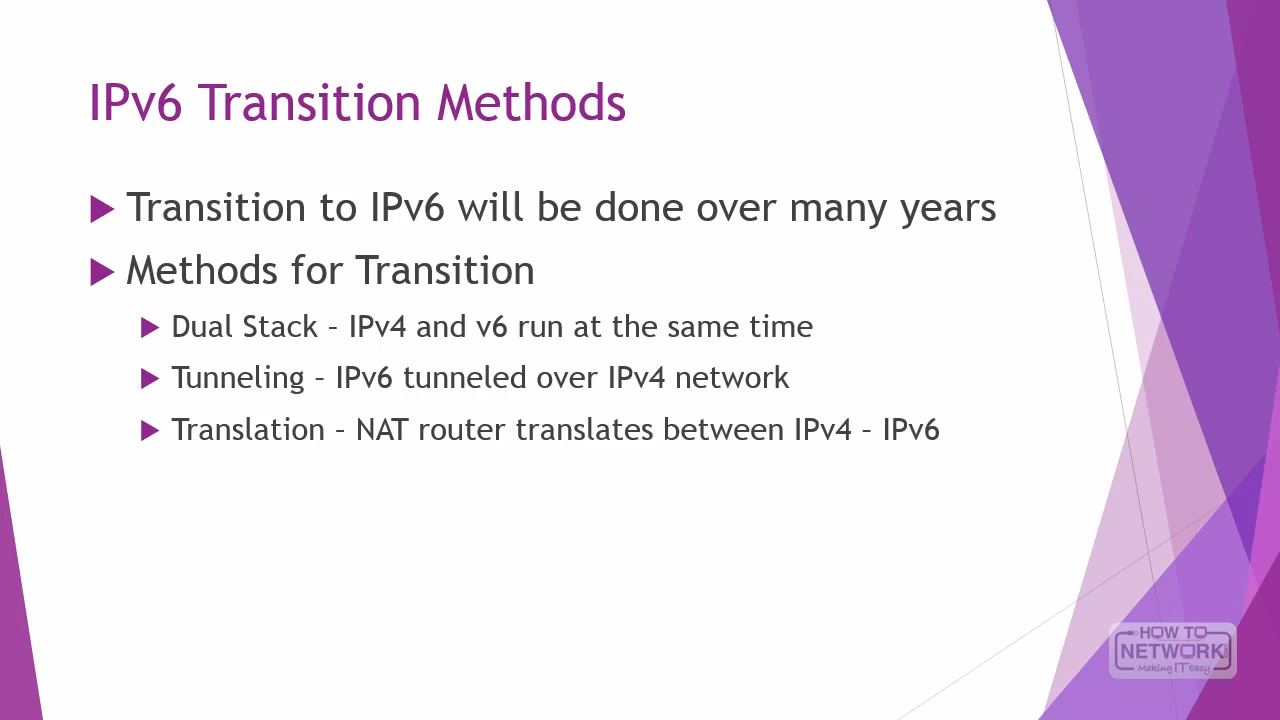 IPv6 Transition Methods
Transition to IPv6 will be done over many years
Methods for Transition
Dual Stack – IPv4 and v6 run at the same time
Tunneling – IPv6 tunneled over IPv4 network
Translation – NAT router translates between IPv4 – IPv6
HOW TO
NETWORK
Making IT Easy